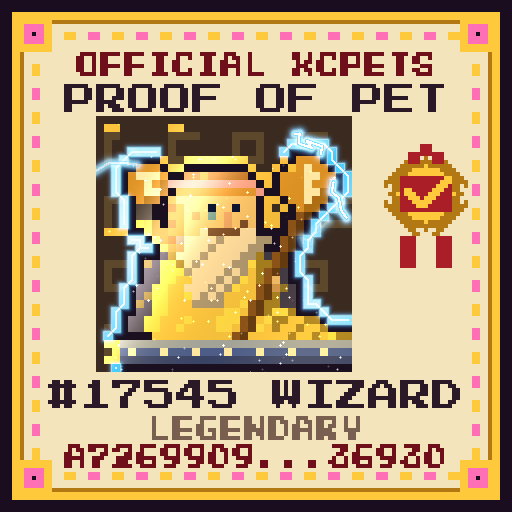 OFFICIAL XCPETS
PROOF OF PET
#17545 WIZARD
LEGENDARY
A7269909...36930